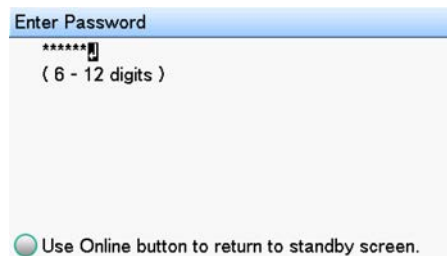 Enter Password
******↵
( 6 - 12 digits )
Use Online button to return to standby screen.